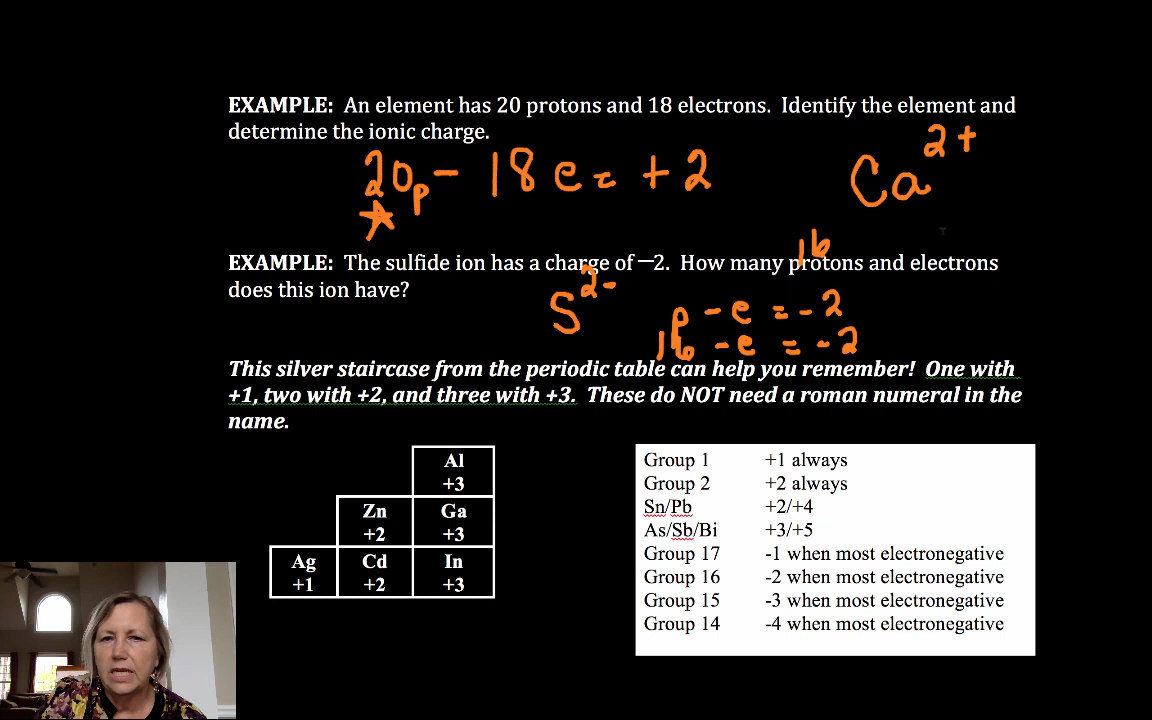 EXAMPLE: An element has 20 protons and 18 electrons. Identify the element and
determine the ionic charge.
20p - 18 e = +2
Ca 2+
EXAMPLE: The sulfide ion has a charge of −2. How many protons and electrons
16
does this ion have?
S 2-
p - e = -2
16 - e = -2
This silver staircase from the periodic table can help you remember! One with
+1, two with +2, and three with +3. These do NOT need a roman numeral in the
name.
Al
+3
Zn Ga
+2 +3
Ag Cd In
+1 +2 +3
Group 1 +1 always
Group 2 +2 always
Sn/Pb +2/+4
As/Sb/Bi +3/+5
Group 17 -1 when most electronegative
Group 16 -2 when most electronegative
Group 15 -3 when most electronegative
Group 14 -4 when most electronegative